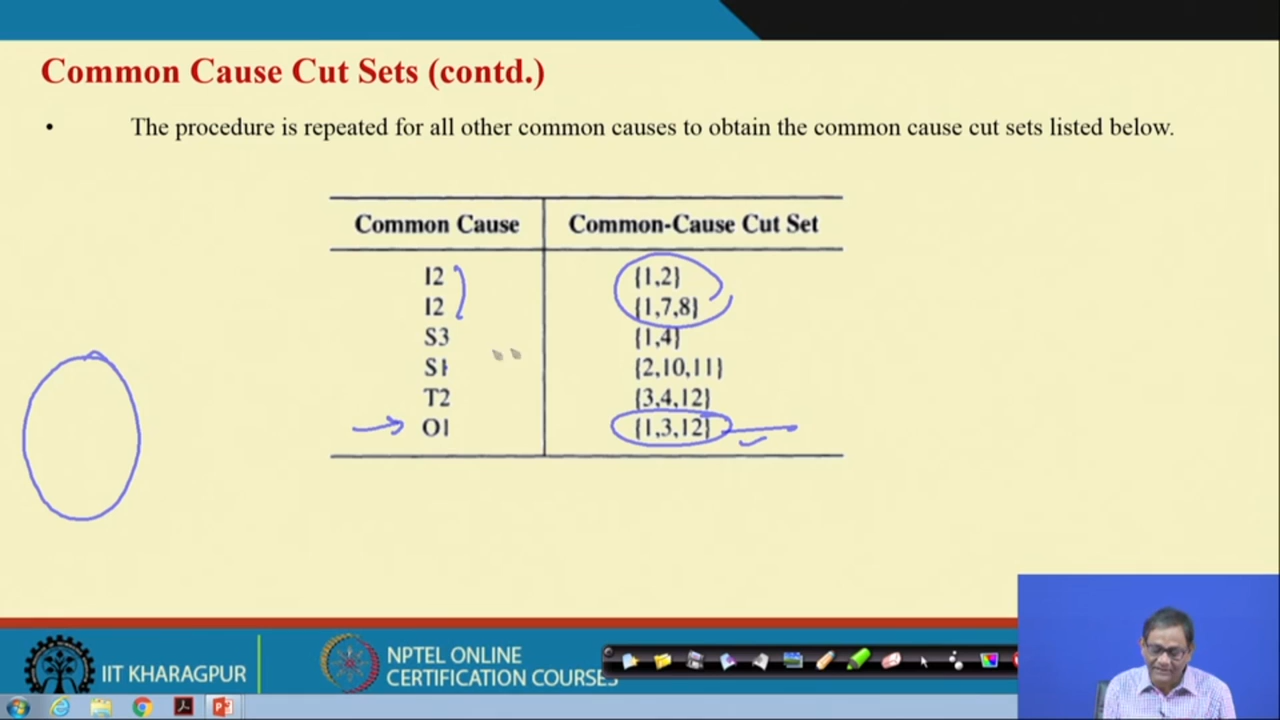 Common Cause Cut Sets (contd.)
• The procedure is repeated for all other common causes to obtain the common cause cut sets listed below.
Common Cause Common-Cause Cut Set
I2 {1,2}
I2 {1,7,8}
S3 {1,4}
S1 {2,10,11}
T2 {3,4,12}
O1 {1,3,12}
IIT KHARAGPUR
NPTEL ONLINE
CERTIFICATION COURSES